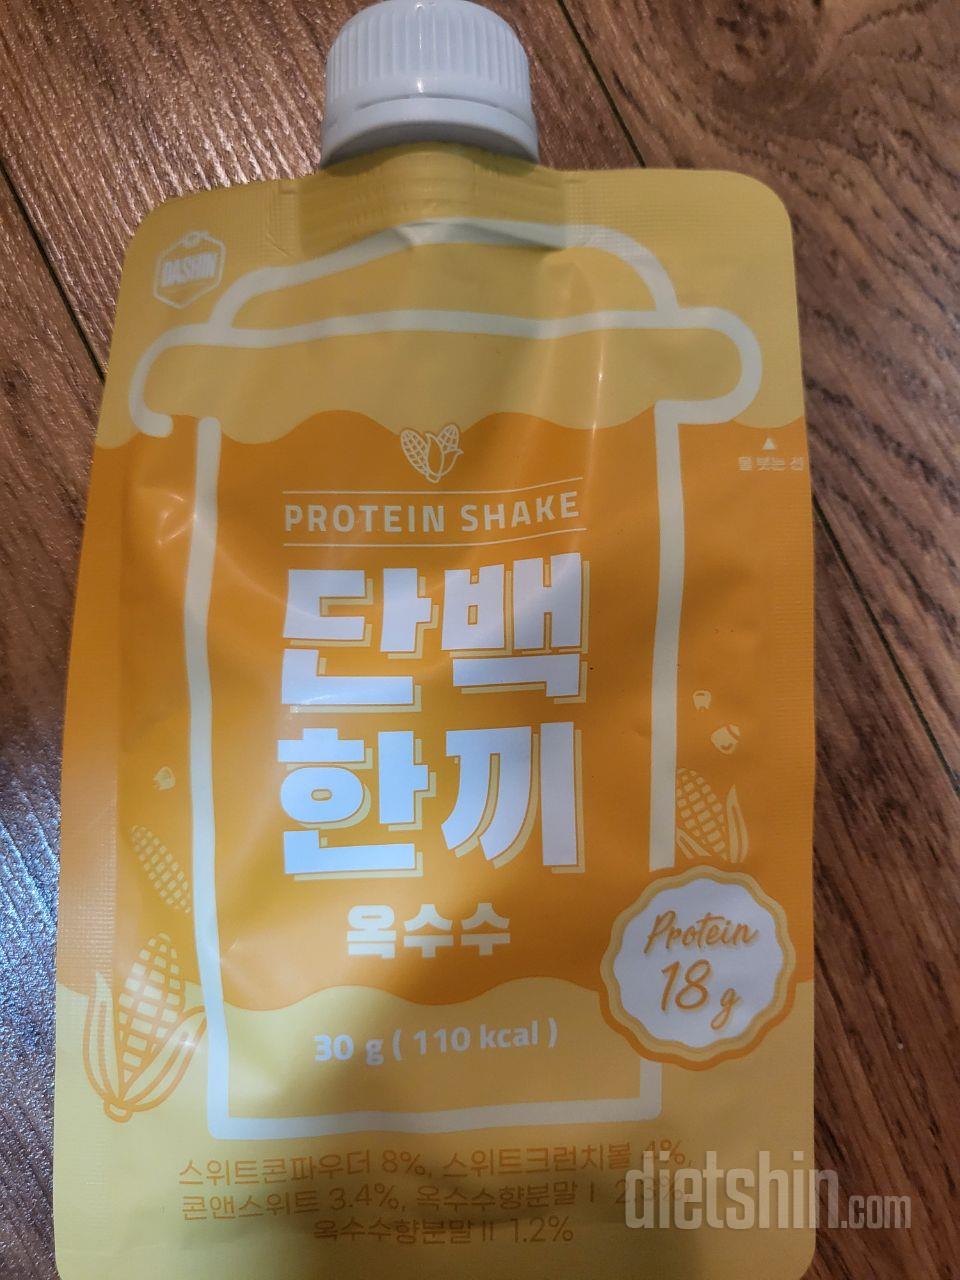 DASHIN
물 붓는 선
PROTEIN SHAKE
단백
한끼
옥수수
Protein
18 g
30 g ( 110 kcal )
스위트콘파우더 8%, 스위트크런치볼 4%,
콘앤스위트 3.4%, 옥수수향분말 I 2.3%,
옥수수향분말 II 1.2%
dietshin.com